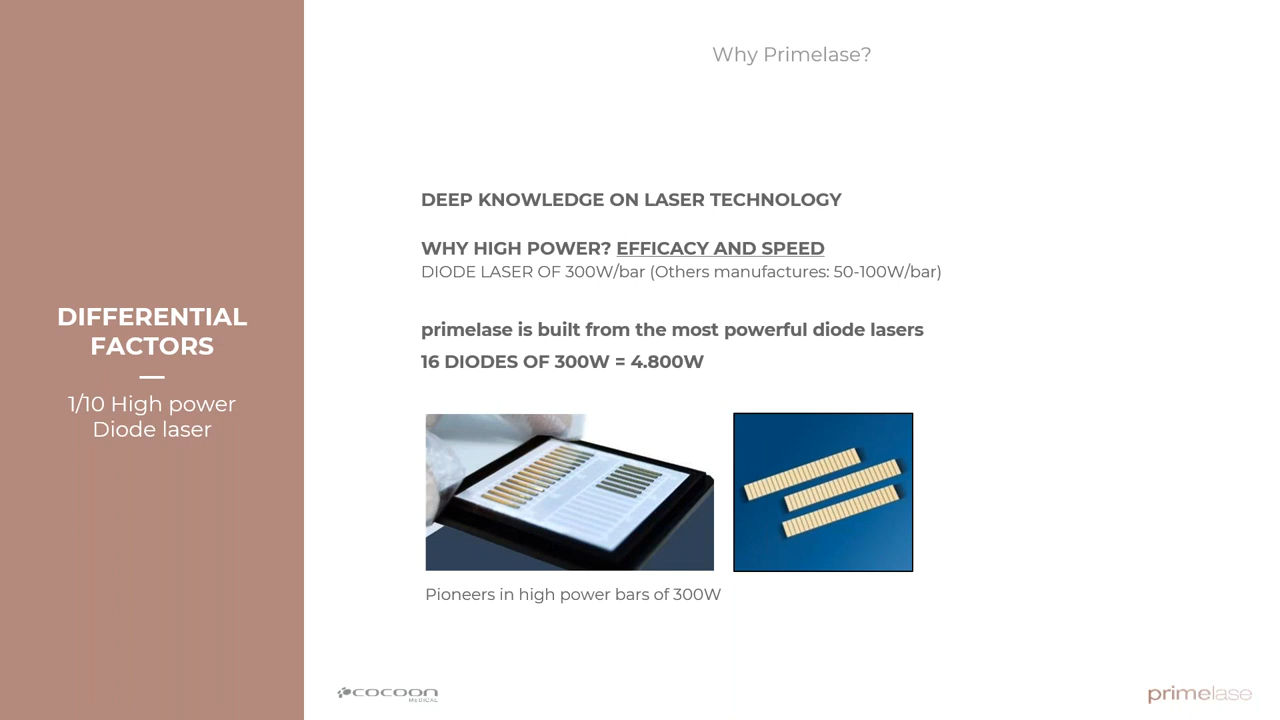 Why Primelase?
DIFFERENTIAL
FACTORS
1/10 High power
Diode laser
DEEP KNOWLEDGE ON LASER TECHNOLOGY
WHY HIGH POWER? EFFICACY AND SPEED
DIODE LASER OF 300W/bar (Others manufactures: 50-100W/bar)
primelase is built from the most powerful diode lasers
16 DIODES OF 300W = 4.800W
Pioneers in high power bars of 300W
COCOON
MEDICAL
primelase